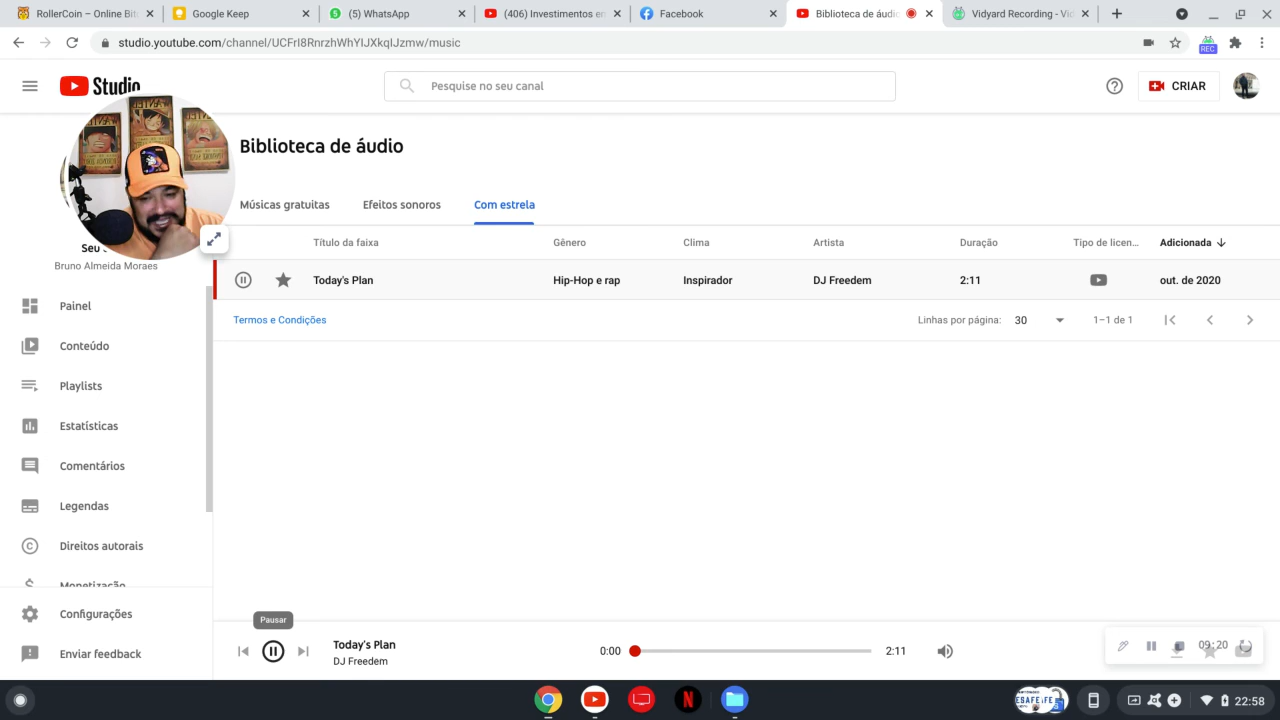 RollerCoin – Online Bit
Google Keep
(5) WhatsApp
(406) Investimentos en
Facebook
Biblioteca de áudio
Vidyard Recording - Vid
studio.youtube.com/channel/UCFrI8RnrzhWhYIJXkqIJzmw/music
REC
Studio
Pesquise no seu canal
CRIAR
Biblioteca de áudio
Músicas gratuitas
Efeitos sonoros
Com estrela
Seu
Bruno Almeida Moraes
Título da faixa
Gênero
Clima
Artista
Duração
Tipo de licen...
Adicionada
Today's Plan
Hip-Hop e rap
Inspirador
DJ Freedem
2:11
out. de 2020
Termos e Condições
Linhas por página:
30
1–1 de 1
Painel
Conteúdo
Playlists
Estatísticas
Comentários
Legendas
Direitos autorais
Monetização
Configurações
Enviar feedback
Pausar
Today's Plan
DJ Freedem
0:00
2:11
09:20
22:58